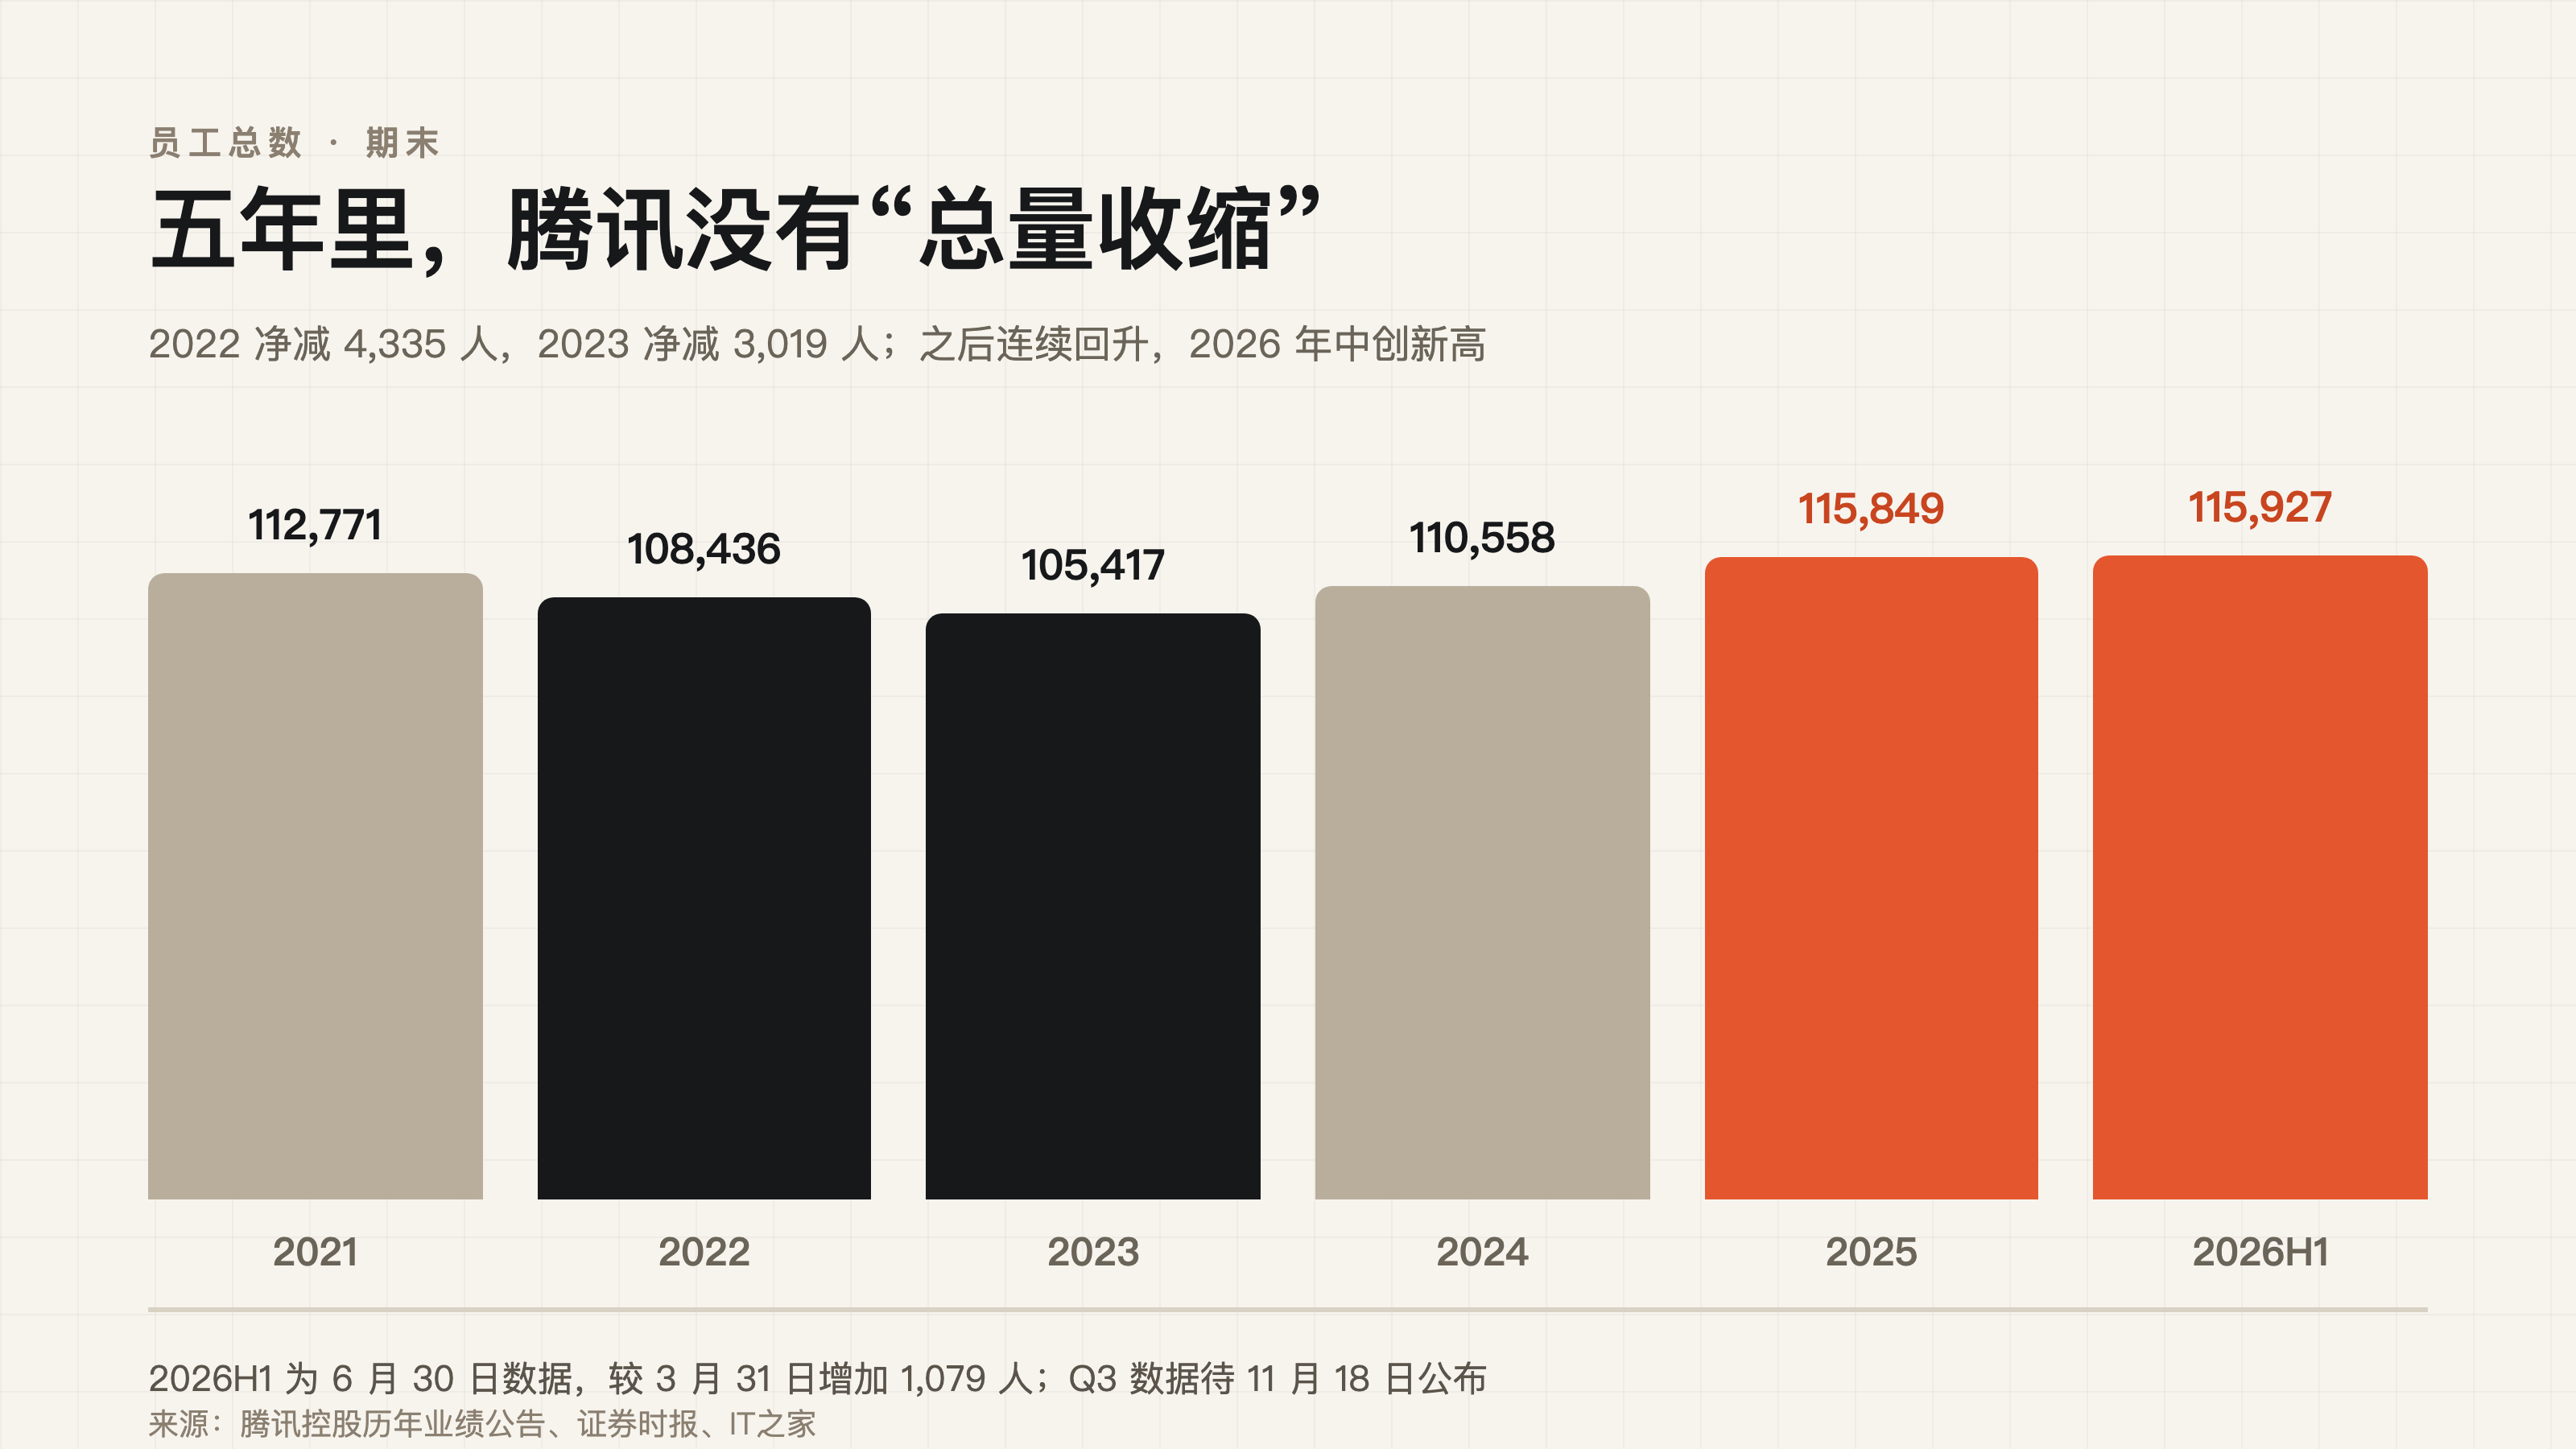 员工总数 · 期末
五年里，腾讯没有“总量收缩”
2022 净减 4,335 人，2023 净减 3,019 人；之后连续回升，2026 年中创新高
112,771
108,436
105,417
110,558
115,849
115,927
2021
2022
2023
2024
2025
2026H1
2026H1 为 6 月 30 日数据，较 3 月 31 日增加 1,079 人；Q3 数据待 11 月 18 日公布
来源：腾讯控股历年业绩公告、证券时报、IT之家